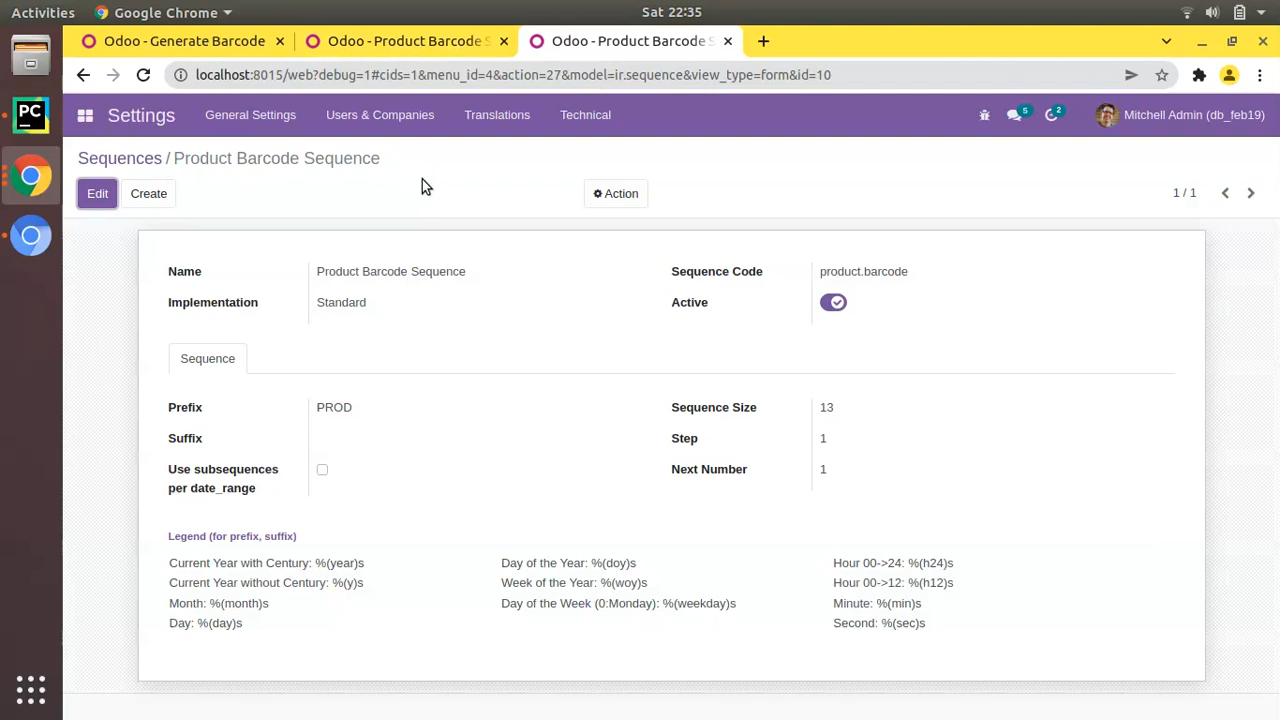 Activities
Google Chrome
Sat 22:35
Odoo - Generate Barcode
Odoo - Product Barcode S
Odoo - Product Barcode S
localhost:8015/web?debug=1#cids=1&menu_id=4&action=27&model=ir.sequence&view_type=form&id=10
Settings
General Settings
Users & Companies
Translations
Technical
5
2
Mitchell Admin (db_feb19)
Sequences / Product Barcode Sequence
Edit
Create
Action
1 / 1
Name
Product Barcode Sequence
Sequence Code
product.barcode
Implementation
Standard
Active
Sequence
Prefix
PROD
Sequence Size
13
Suffix
Step
1
Use subsequences
per date_range
Next Number
1
Legend (for prefix, suffix)
Current Year with Century: %(year)s
Day of the Year: %(doy)s
Hour 00->24: %(h24)s
Current Year without Century: %(y)s
Week of the Year: %(woy)s
Hour 00->12: %(h12)s
Month: %(month)s
Day of the Week (0:Monday): %(weekday)s
Minute: %(min)s
Day: %(day)s
Second: %(sec)s
PC